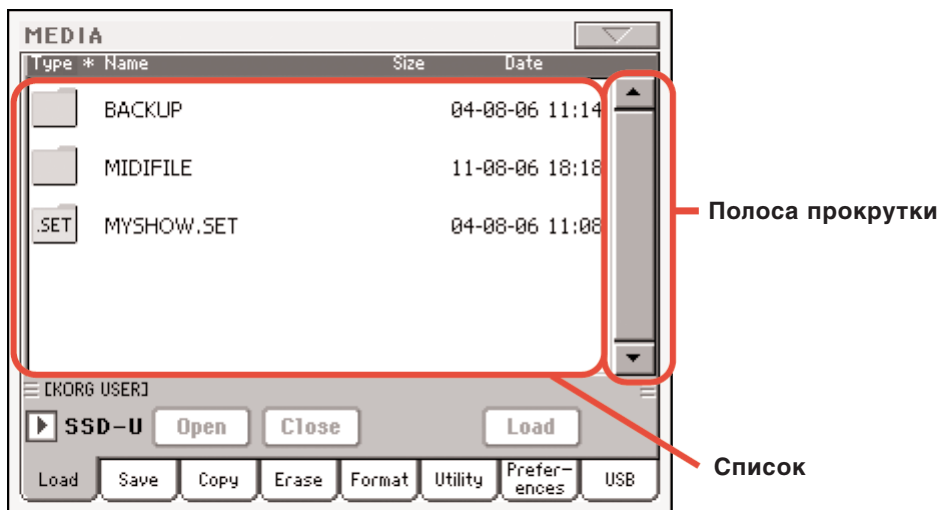 MEDIA
Type * Name Size Date
BACKUP 04-08-06 11:14
MIDIFILE 11-08-06 18:18
.SET MYSHOW.SET 04-08-06 11:08
Полоса прокрутки
[KORG USER]
SSD-U Open Close Load
Список
Load Save Copy Erase Format Utility Prefer-
ences USB